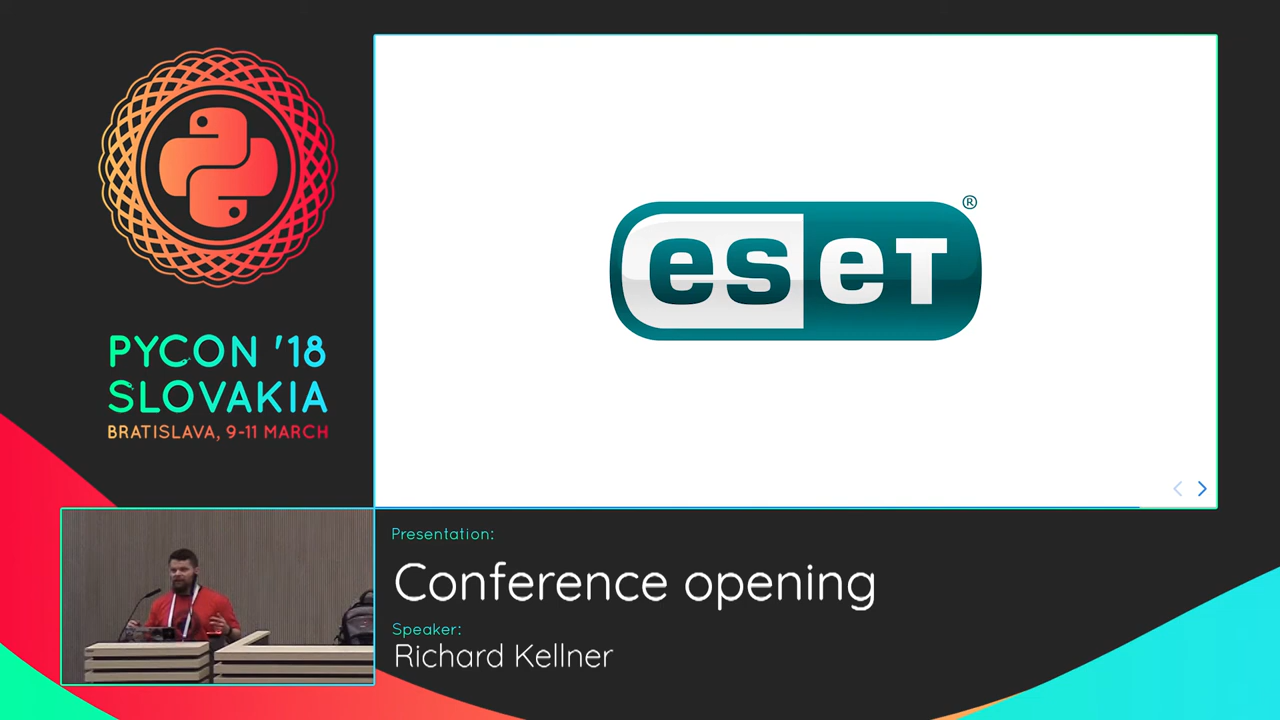 PYCON '18
SLOVAKIA
BRATISLAVA, 9-11 MARCH
eseT
®
Presentation:
Conference opening
Speaker:
Richard Kellner